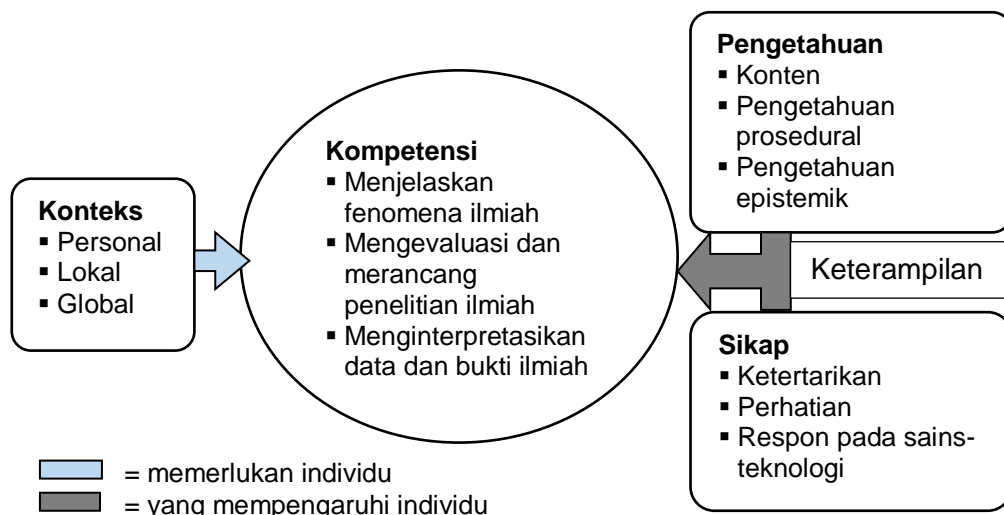 Konteks
▪ Personal
▪ Lokal
▪ Global
Kompetensi
▪ Menjelaskan
fenomena ilmiah
▪ Mengevaluasi dan
merancang
penelitian ilmiah
▪ Menginterpretasikan
data dan bukti ilmiah
Pengetahuan
▪ Konten
▪ Pengetahuan
prosedural
▪ Pengetahuan
epistemik
Keterampilan
Sikap
▪ Ketertarikan
▪ Perhatian
▪ Respon pada sains-
teknologi
= memerlukan individu
= yang mempengaruhi individu